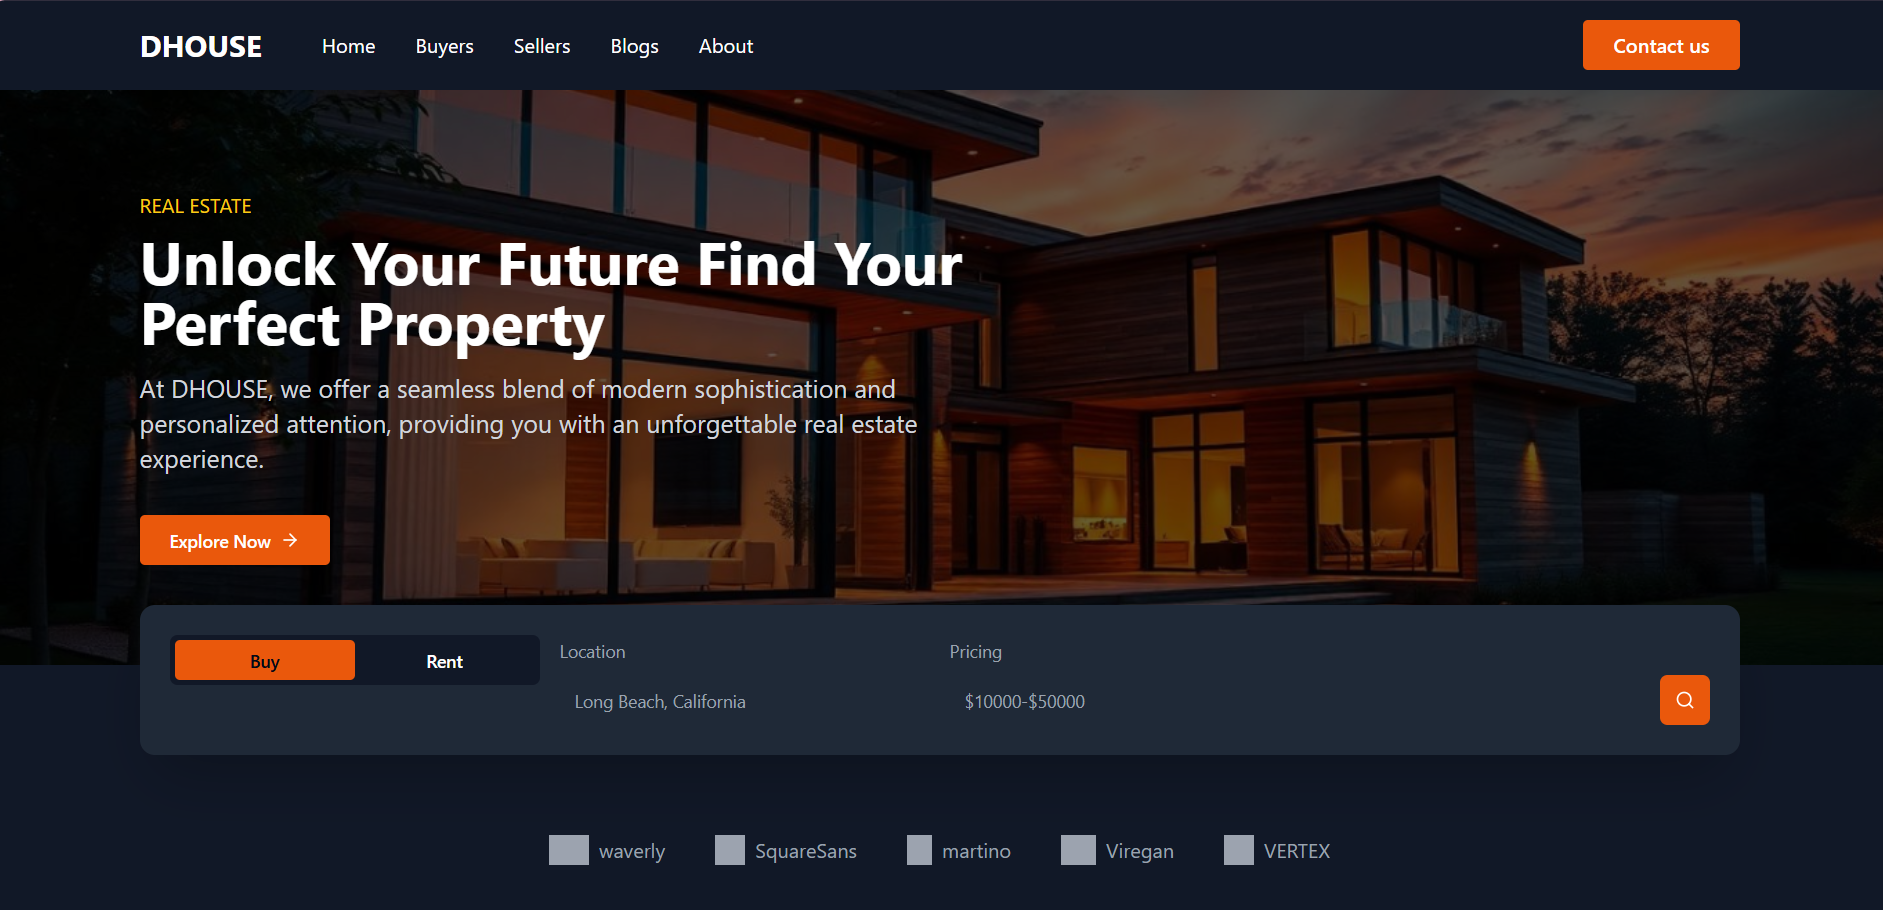 DHOUSE
Home
Buyers
Sellers
Blogs
About
Contact us
REAL ESTATE
Unlock Your Future Find Your
Perfect Property
At DHOUSE, we offer a seamless blend of modern sophistication and
personalized attention, providing you with an unforgettable real estate
experience.
Explore Now
Buy
Rent
Location
Long Beach, California
Pricing
$10000-$50000
waverly
SquareSans
martino
Viregan
VERTEX